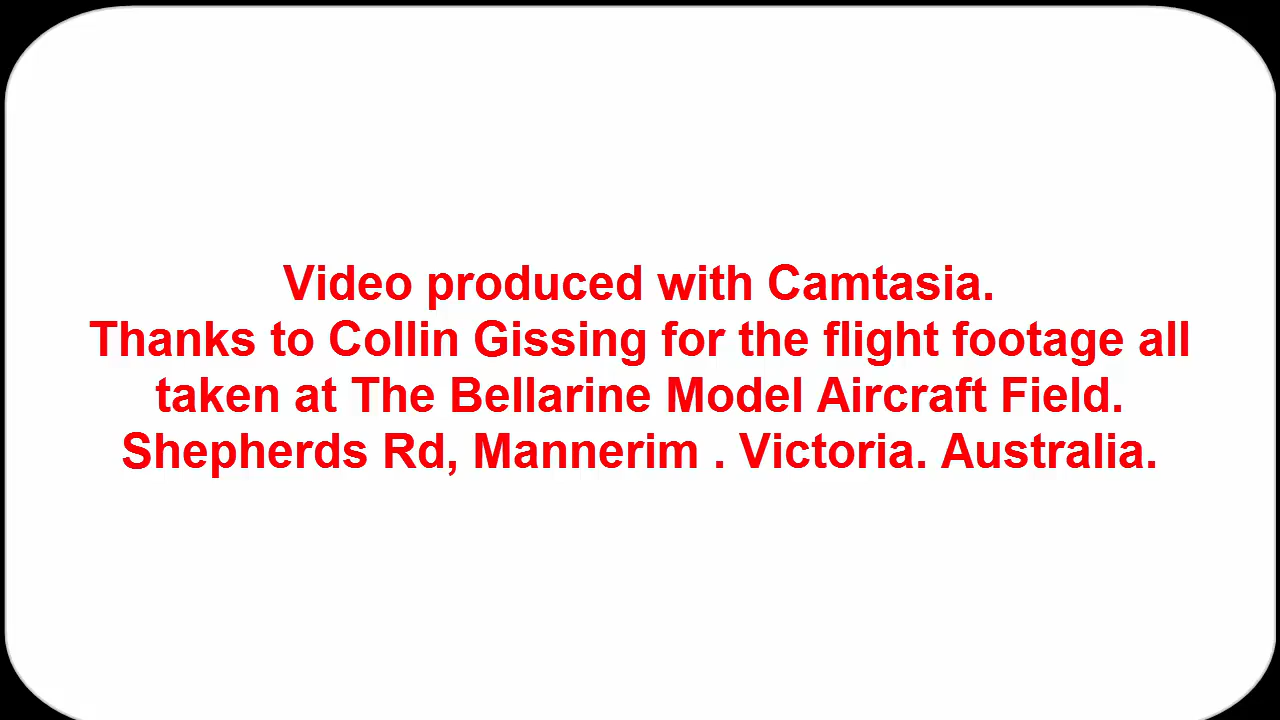 Video produced with Camtasia.
Thanks to Collin Gissing for the flight footage all
taken at The Bellarine Model Aircraft Field.
Shepherds Rd, Mannerim . Victoria. Australia.